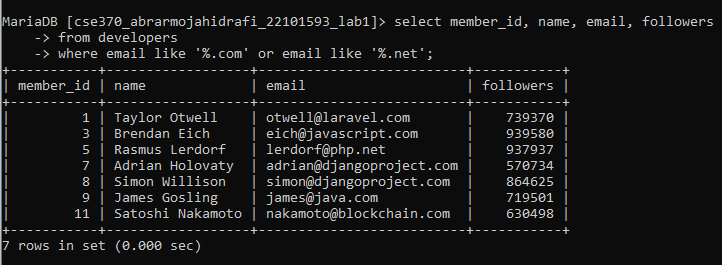 MariaDB [cse370_abrarmojahidrafi_22101593_lab1]> select member_id, name, email, followers
    -> from developers
    -> where email like '%.com' or email like '%.net';
+-----------+------------------+--------------------------+-----------+
| member_id | name             | email                    | followers |
+-----------+------------------+--------------------------+-----------+
|         1 | Taylor Otwell    | otwell@laravel.com       |    739370 |
|         3 | Brendan Eich     | eich@javascript.com      |    939580 |
|         5 | Rasmus Lerdorf   | lerdorf@php.net          |    937937 |
|         7 | Adrian Holovaty  | adrian@djangoproject.com |    570734 |
|         8 | Simon Willison   | simon@djangoproject.com  |    864625 |
|         9 | James Gosling    | james@java.com           |    719501 |
|        11 | Satoshi Nakamoto | nakamoto@blockchain.com  |    630498 |
+-----------+------------------+--------------------------+-----------+
7 rows in set (0.000 sec)